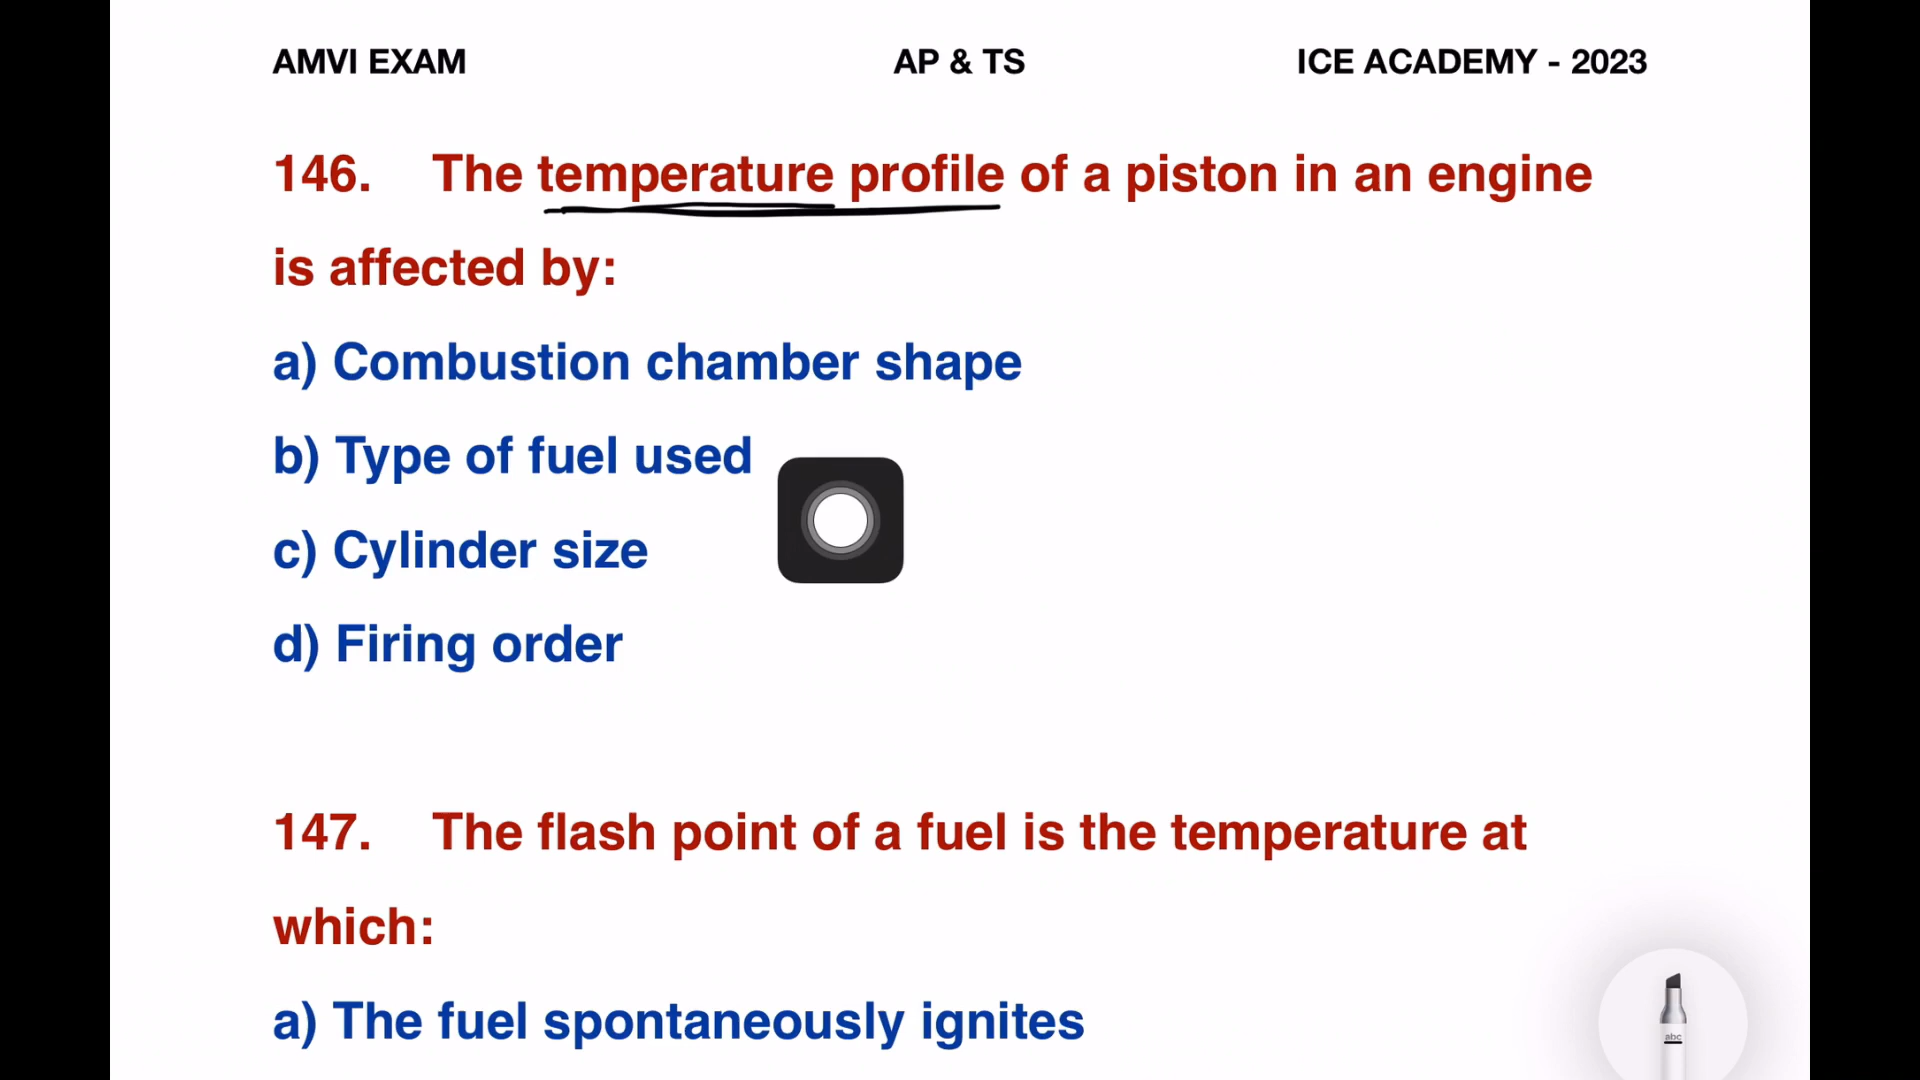 AMVI EXAM AP & TS ICE ACADEMY - 2023
146. The temperature profile of a piston in an engine
is affected by:
a) Combustion chamber shape
b) Type of fuel used
c) Cylinder size
d) Firing order
147. The flash point of a fuel is the temperature at
which:
a) The fuel spontaneously ignites
abc